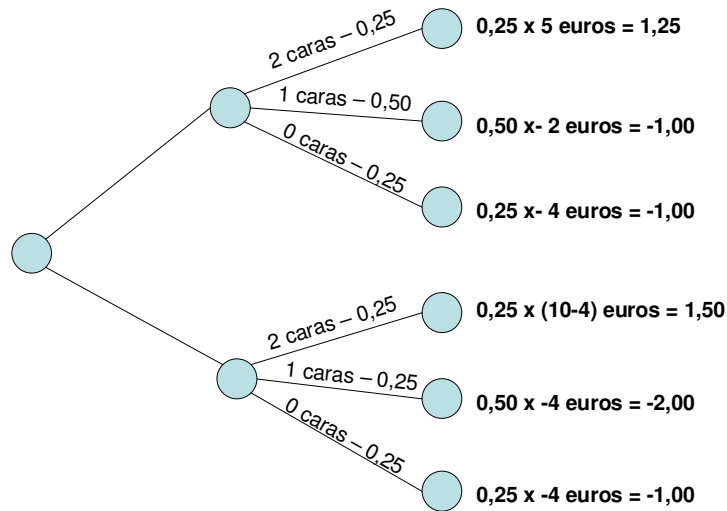 2 caras – 0,25
0,25 x 5 euros = 1,25
1 caras – 0,50
0,50 x- 2 euros = -1,00
0 caras – 0,25
0,25 x- 4 euros = -1,00
2 caras – 0,25
0,25 x (10-4) euros = 1,50
1 caras – 0,25
0,50 x -4 euros = -2,00
0 caras – 0,25
0,25 x -4 euros = -1,00